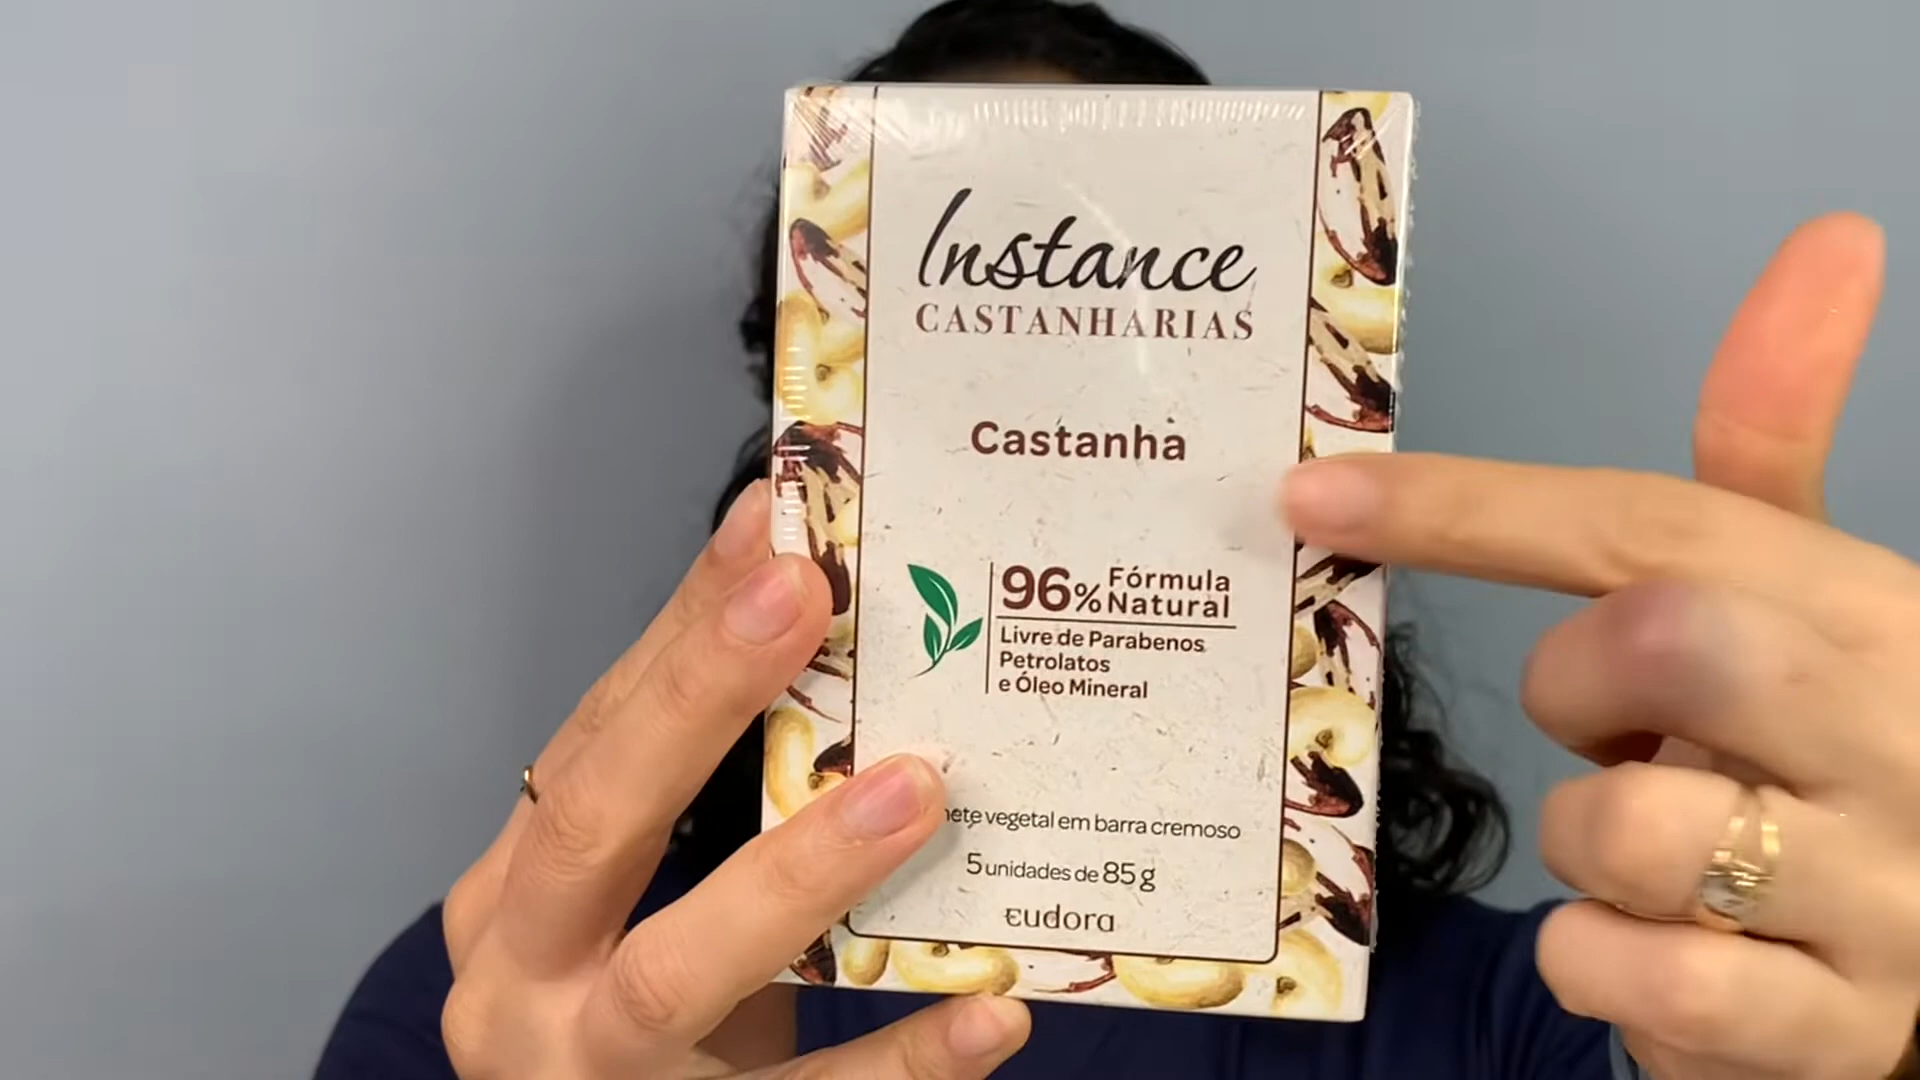 Instance
CASTANHARIAS
Castanha
96% Fórmula
Natural
Livre de Parabenos
Petrolatos
e Óleo Mineral
vegetal em barra cremoso
5 unidades de 85 g
eudora